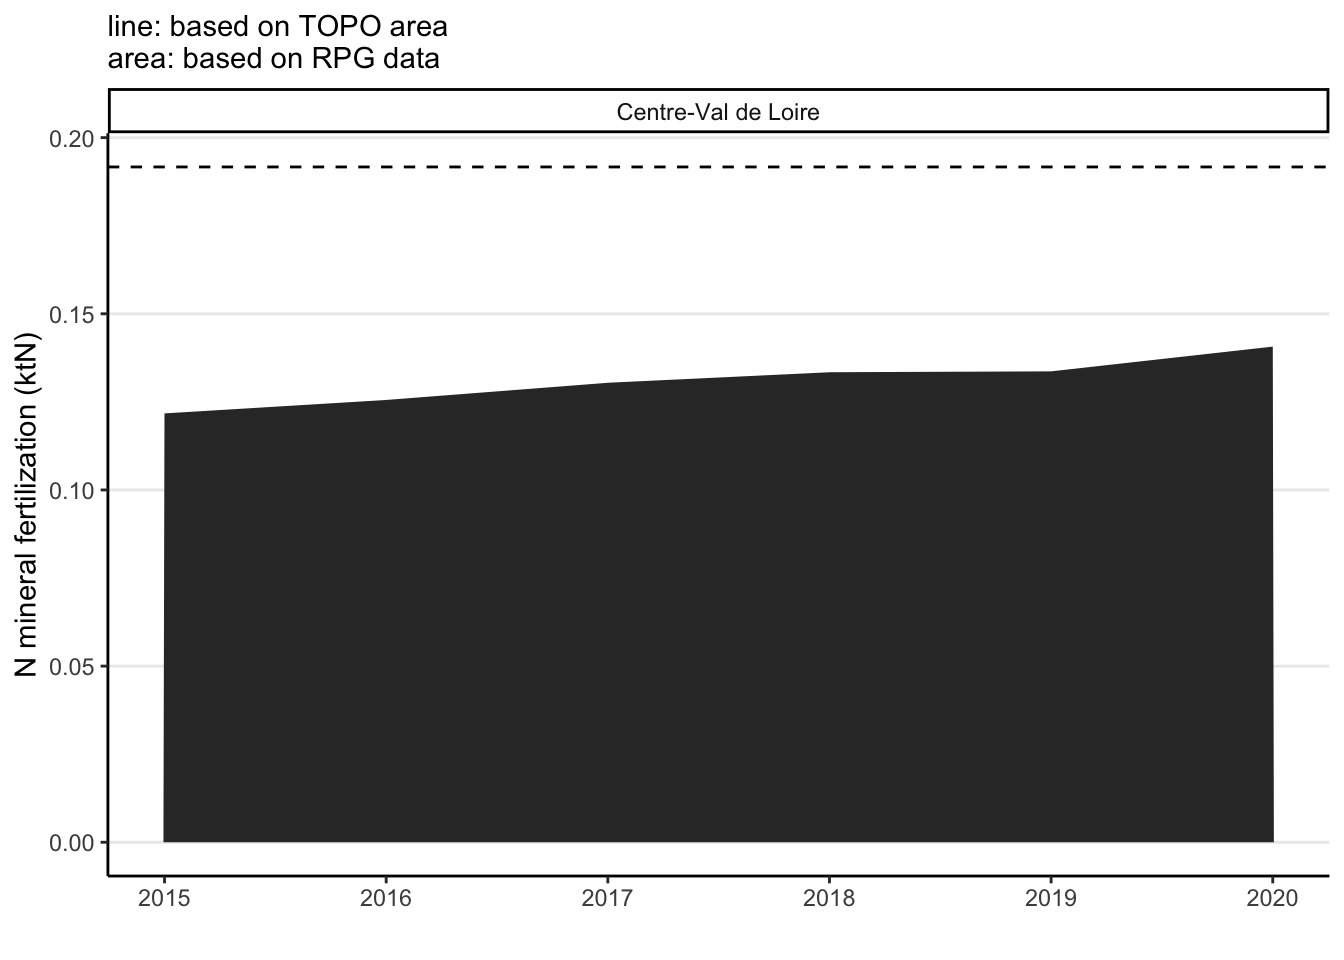 line: based on TOPO area
area: based on RPG data
Centre-Val de Loire
0.20
0.15
0.10
0.05
0.00
N mineral fertilization (ktN)
2015 2016 2017 2018 2019 2020